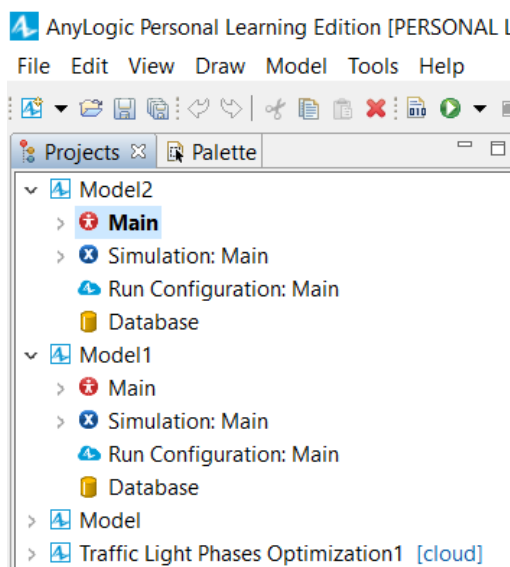 AnyLogic Personal Learning Edition [PERSONAL L
File Edit View Draw Model Tools Help
Projects Palette
Model2
Main
Simulation: Main
Run Configuration: Main
Database
Model1
Main
Simulation: Main
Run Configuration: Main
Database
Model
Traffic Light Phases Optimization1 [cloud]